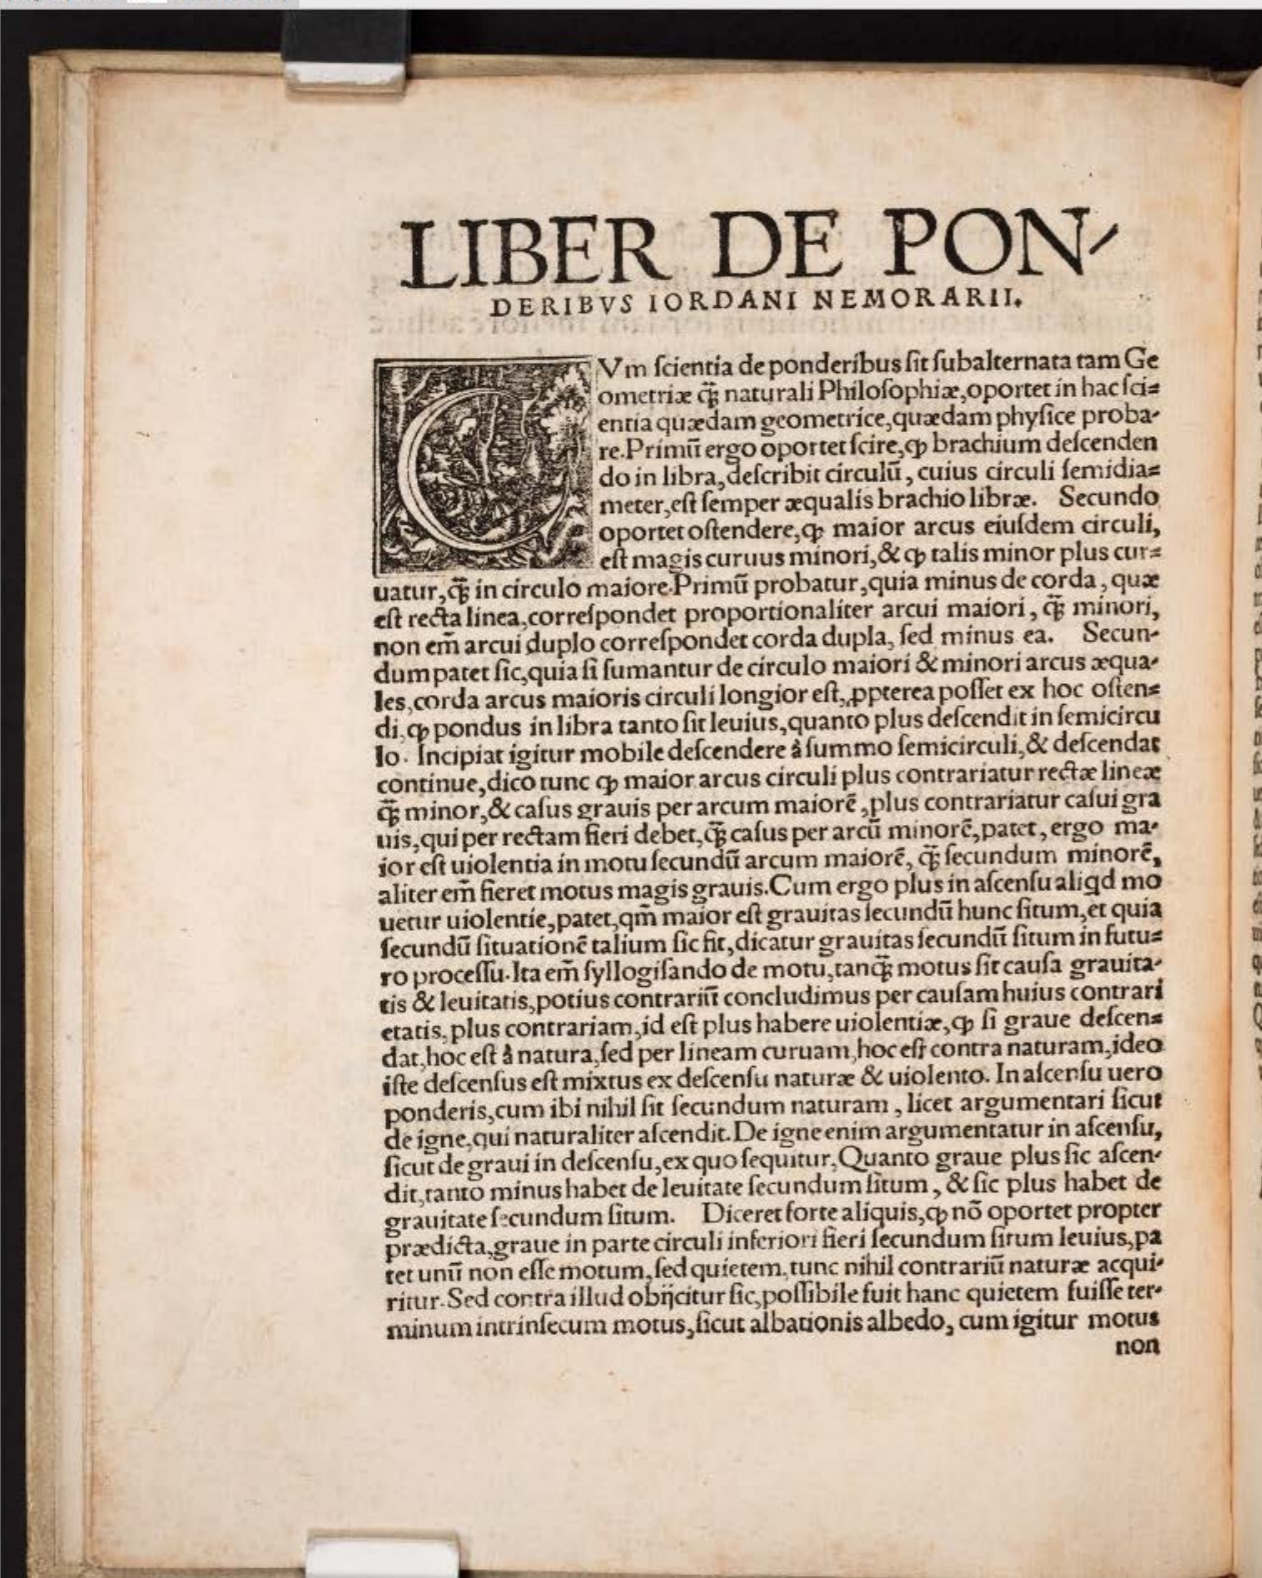 LIBER DE PON-
DERIBVS IORDANI NEMORARII.
CVm ſcientia de ponderibus ſit ſubalternata tam Ge
ometriæ q̃ȝ naturali Philoſophiæ,oportet in hac ſci=
entia quædam geometrice,quædam phyſice proba-
re.Primũ ergo oportet ſcire,ꝙ brachium deſcenden
do in libra,deſcribit circulũ, cuius circuli ſemidia=
meter,eſt ſemper æqualis brachio libræ. Secundo
oportet oſtendere,ꝙ maior arcus eiuſdem circuli,
eſt magis curuus minori,& ꝙ talis minor plus cur=
uatur,q̃ȝ in circulo maiore.Primũ probatur,quia minus de corda, quæ
eſt recta linea,correſpondet proportionaliter arcui maiori, q̃ȝ minori,
non em̃ arcui duplo correſpondet corda dupla, ſed minus ea. Secun-
dum patet ſic,quia ſi ſumantur de circulo maiori & minori arcus æqua-
les,corda arcus maioris circuli longior eſt,ꝓpterea poſſet ex hoc oſten=
di,ꝙ pondus in libra tanto ſit leuius,quanto plus deſcendit in ſemicircu
lo. Incipiat igitur mobile deſcendere à ſummo ſemicirculi,& deſcendat
continue,dico tunc ꝙ maior arcus circuli plus contrariatur rectæ lineæ
q̃ȝ minor,& caſus grauis per arcum maiorẽ,plus contrariatur caſui gra
uis,qui per rectam fieri debet,q̃ȝ caſus per arcũ minorẽ,patet, ergo ma-
ior eſt uiolentia in motu ſecundũ arcum maiorẽ, q̃ȝ ſecundum minorẽ,
aliter em̃ fieret motus magis grauis.Cum ergo plus in aſcenſu aliqd mo
uetur uiolentie,patet,qm̃ maior eſt grauitas ſecundũ hunc ſitum,et quia
ſecundũ ſituationẽ talium ſic fit,dicatur grauitas ſecundũ ſitum in futu=
ro proceſſu.Ita em̃ ſyllogiſando de motu,tanq̃ȝ motus ſit cauſa grauita-
tis & leuitatis,potius contrariũ concludimus per cauſam huius contrari
etatis,plus contrariam,id eſt plus habere uiolentiæ,ꝙ ſi graue deſcen=
dat,hoc eſt à natura,ſed per lineam curuam,hoc eſt contra naturam,ideo
iſte deſcenſus eſt mixtus ex deſcenſu naturæ & uiolento. In aſcenſu uero
ponderis,cum ibi nihil ſit ſecundum naturam, licet argumentari ſicut
de igne,qui naturaliter aſcendit.De igne enim argumentatur in aſcenſu,
ſicut de graui in deſcenſu,ex quo ſequitur,Quanto graue plus ſic aſcen-
dit,tanto minus habet de leuitate ſecundum ſitum, & ſic plus habet de
grauitate ſecundum ſitum. Diceret forte aliquis,ꝙ nõ oportet propter
prædicta,graue in parte circuli inferiori fieri ſecundum ſitum leuius,pa
tet unũ non eſſe motum,ſed quietem,tunc nihil contrariũ naturæ acqui-
ritur.Sed contra illud obijcitur ſic,poſſibile fuit hanc quietem fuiſſe ter-
minum intrinſecum motus,ſicut albationis albedo, cum igitur motus
non